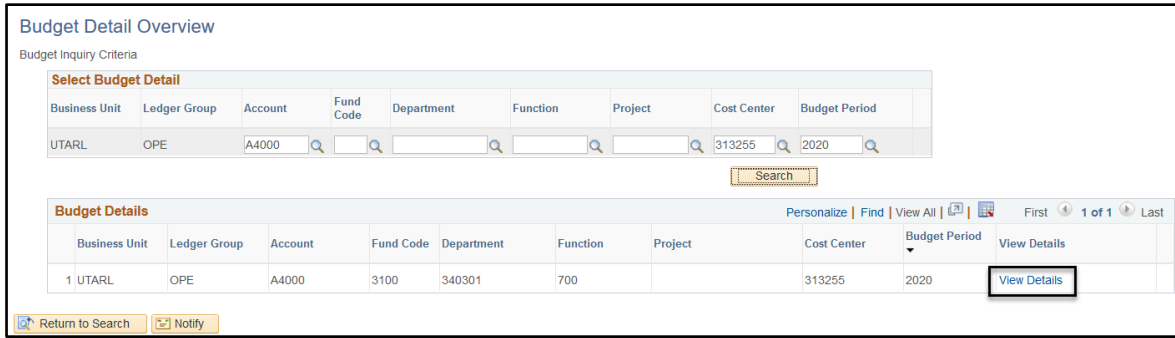 Budget Detail Overview
Budget Inquiry Criteria
Select Budget Detail
Business Unit Ledger Group Account Fund Code Department Function Project Cost Center Budget Period
UTARL OPE A4000 313255 2020
Search
Budget Details Personalize | Find | View All | | First 1 of 1 Last
Business Unit Ledger Group Account Fund Code Department Function Project Cost Center Budget Period View Details
1 UTARL OPE A4000 3100 340301 700 313255 2020 View Details
Return to Search Notify